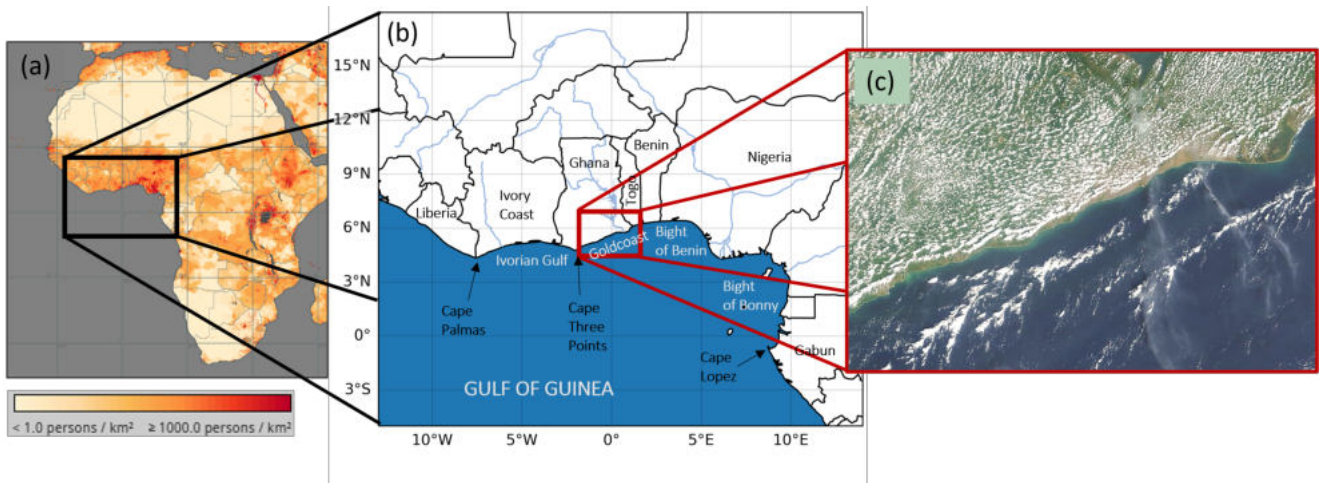 (a)
< 1.0 persons / km²
≥ 1000.0 persons / km²
(b)
15°N
12°N
9°N
6°N
3°N
0°
3°S
10°W
5°W
0°
5°E
10°E
Benin
Ghana
Nigeria
Togo
Ivory
Coast
Liberia
Goldcoast
Bight
of Benin
Ivorian Gulf
Bight
of Bonny
Cape
Palmas
Cape
Three
Points
Cape
Lopez
Gabun
GULF OF GUINEA
(c)